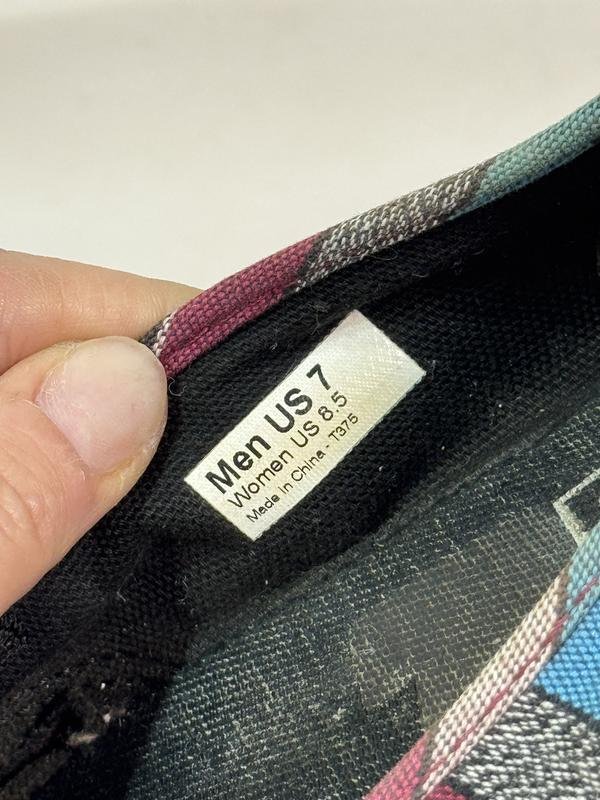 Men US 7
Women US 8.5
Made in China - T375